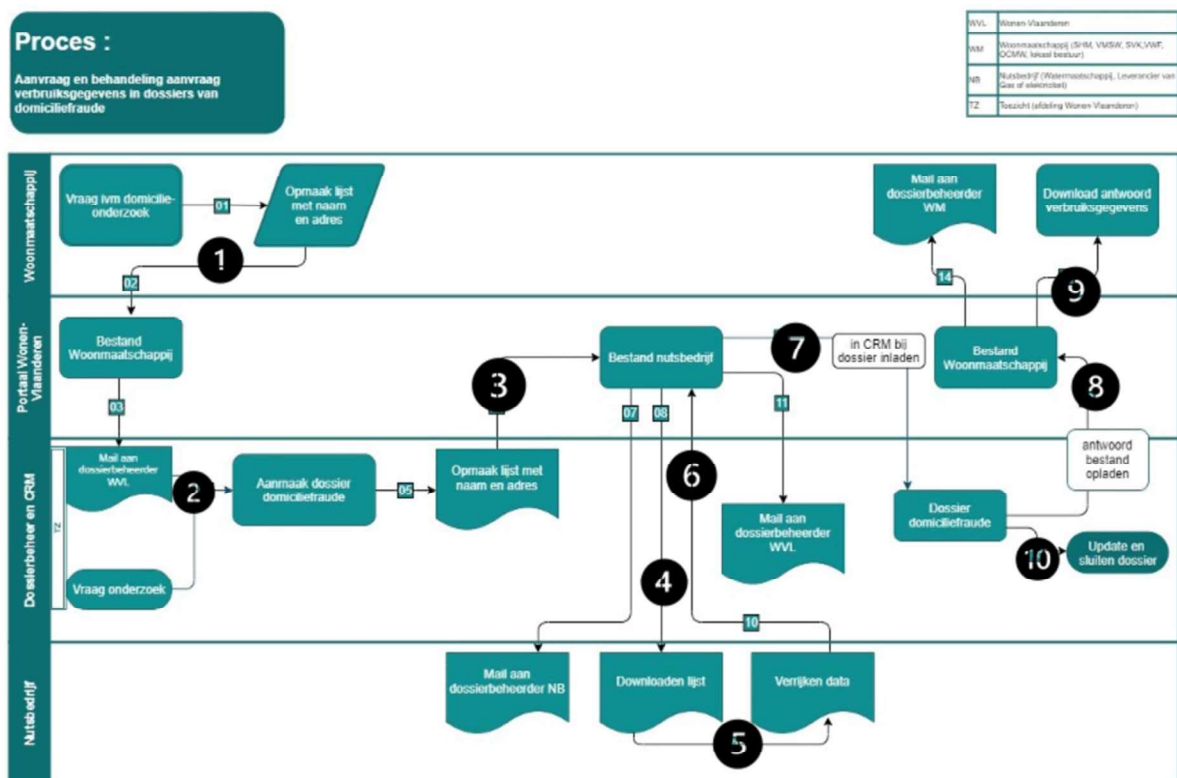 Proces :
Aanvraag en behandeling aanvraag
verbruiksgegevens in dossiers van
domiciliefraude
WVL Wonen-Vlaanderen
WM Woonmaatschappij (SHM, VMSW, SVK,VWF,
OCMW, lokaal bestuur)
NB Nutsbedrijf (Watermaatschappij, Leverancier van
Gas of elektriciteit)
TZ Toezicht (afdeling Wonen-Vlaanderen)
Woonmaatschappij
Vraag ivm domicilie-
onderzoek
01
Opmaak lijst
met naam
en adres
1
02
Mail aan
dossierbeheerder
WM
Download antwoord
verbruiksgegevens
14
9
Portaal Wonen-
Vlaanderen
Bestand
Woonmaatschappij
03
3
Bestand nutsbedrijf
07
08
6
7
11
in CRM bij
dossier inladen
Bestand
Woonmaatschappij
8
Dossierbeheer en CRM
TZ
Mail aan
dossierbeheerder
WVL
2
Vraag onderzoek
Aanmaak dossier
domiciliefraude
05
Opmaak lijst met
naam en adres
4
10
Mail aan
dossierbeheerder
WVL
Dossier
domiciliefraude
antwoord
bestand
opladen
10
Update en
sluiten dossier
Nutsbedrijf
Mail aan
dossierbeheerder NB
Downloaden lijst
5
Verrijken data